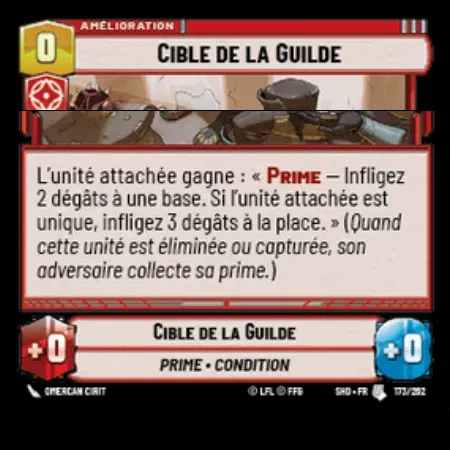 AMÉLIORATION
0
CIBLE DE LA GUILDE
L'unité attachée gagne : « PRIME – Infligez
2 dégâts à une base. Si l'unité attachée est
unique, infligez 3 dégâts à la place. » (Quand
cette unité est éliminée ou capturée, son
adversaire collecte sa prime.)
+0
CIBLE DE LA GUILDE
+0
PRIME • CONDITION
OMERCAN CIRIT
© LFL © FFG
SHD • FR
173/262